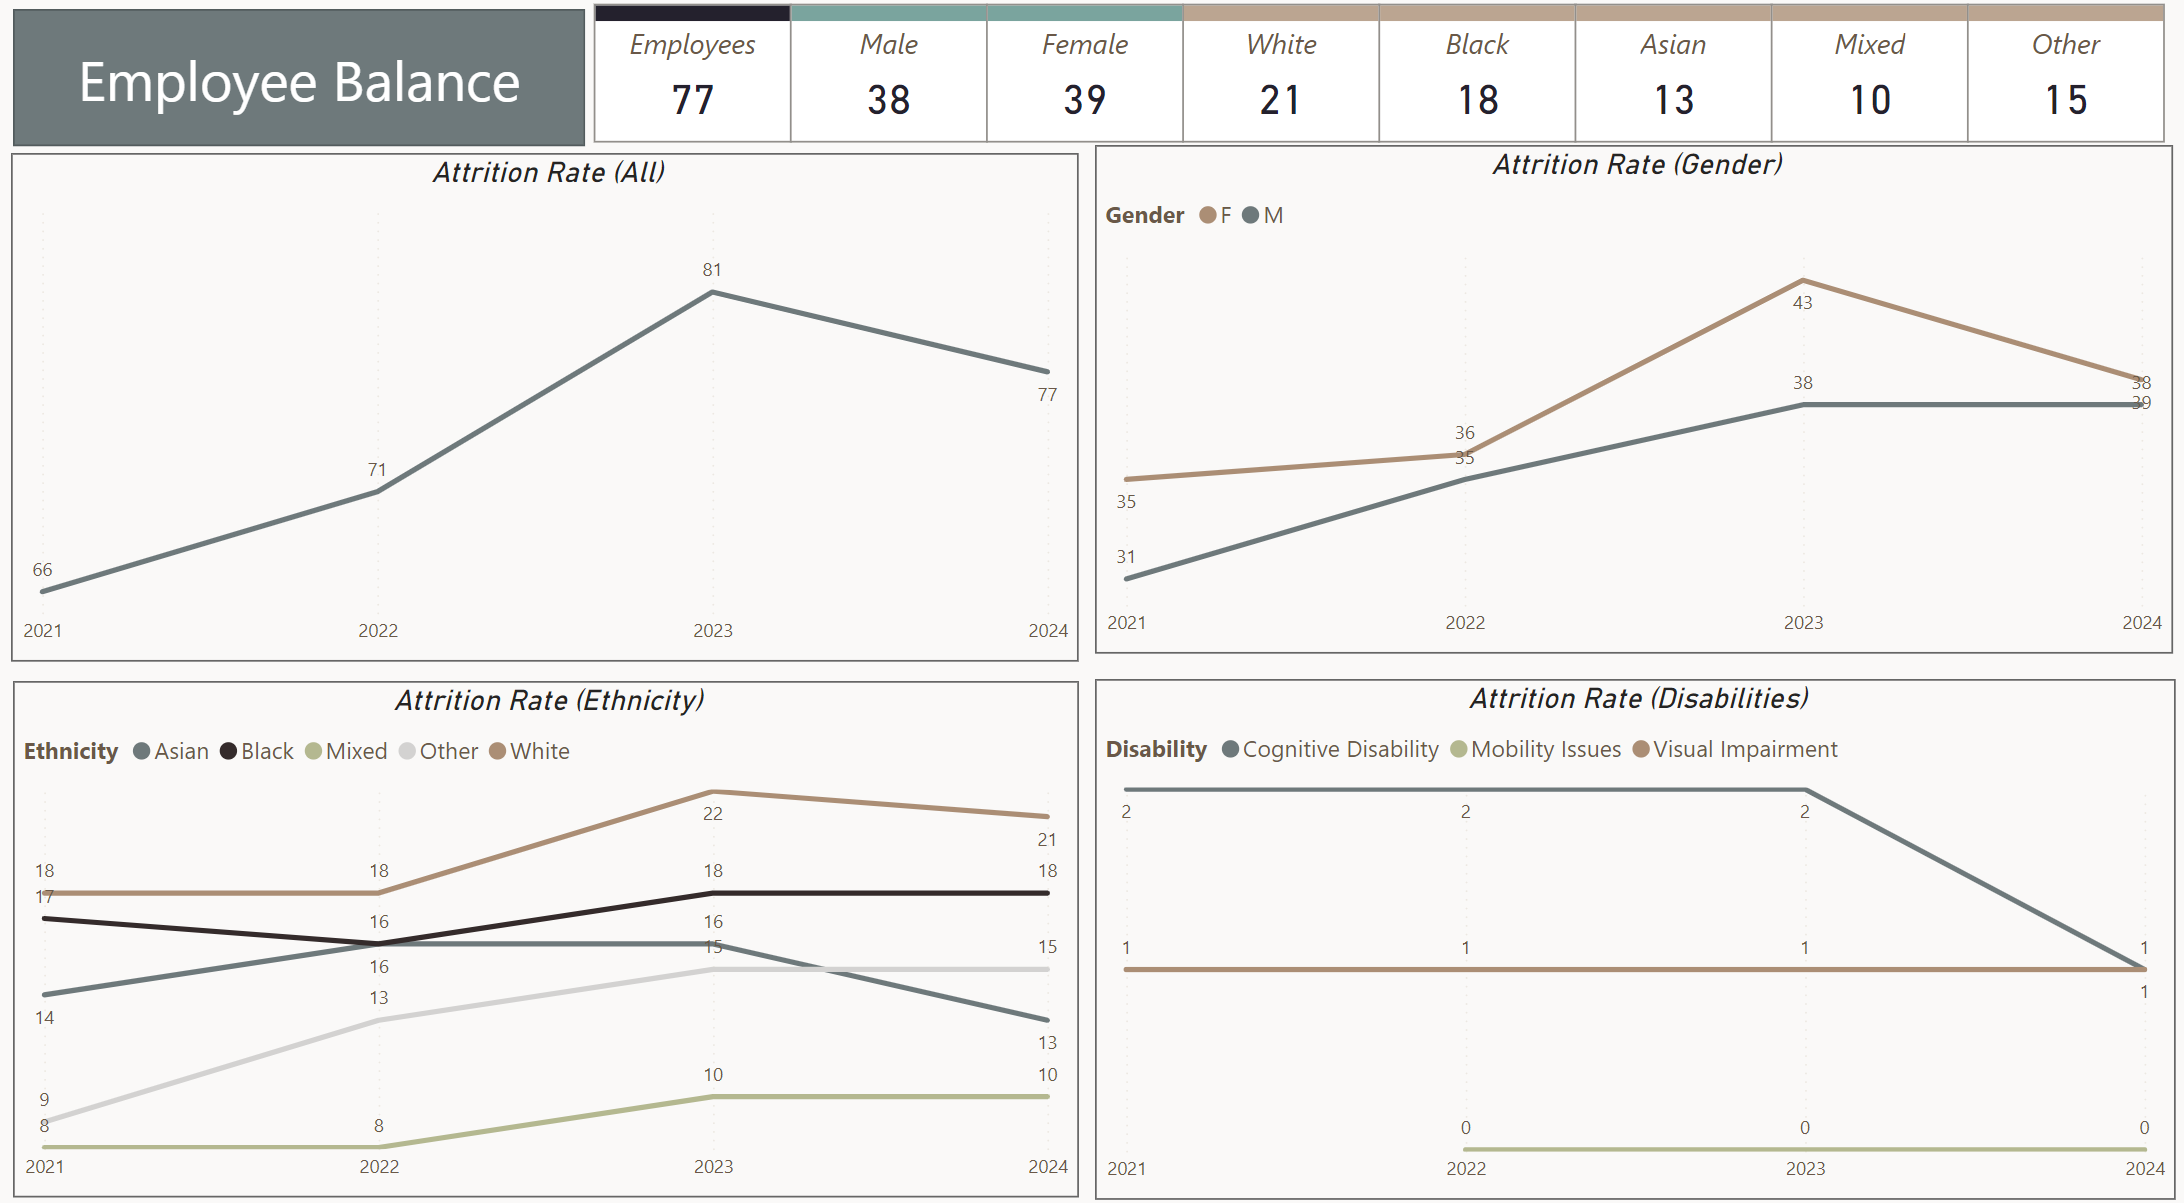 Employee Balance
Employees Male Female White Black Asian Mixed Other
77 38 39 21 18 13 10 15
Attrition Rate (All)
81
77
71
66
2021 2022 2023 2024
Attrition Rate (Gender)
Gender F M
43
38 38
39
36
35
35
31
2021 2022 2023 2024
Attrition Rate (Ethnicity)
Ethnicity Asian Black Mixed Other White
22
21
18 18 18 18
17
16 16
15 15
16
13
14
13
10 10
9
8 8
2021 2022 2023 2024
Attrition Rate (Disabilities)
Disability Cognitive Disability Mobility Issues Visual Impairment
2 2 2
1 1 1 1
1
0 0 0
2021 2022 2023 2024